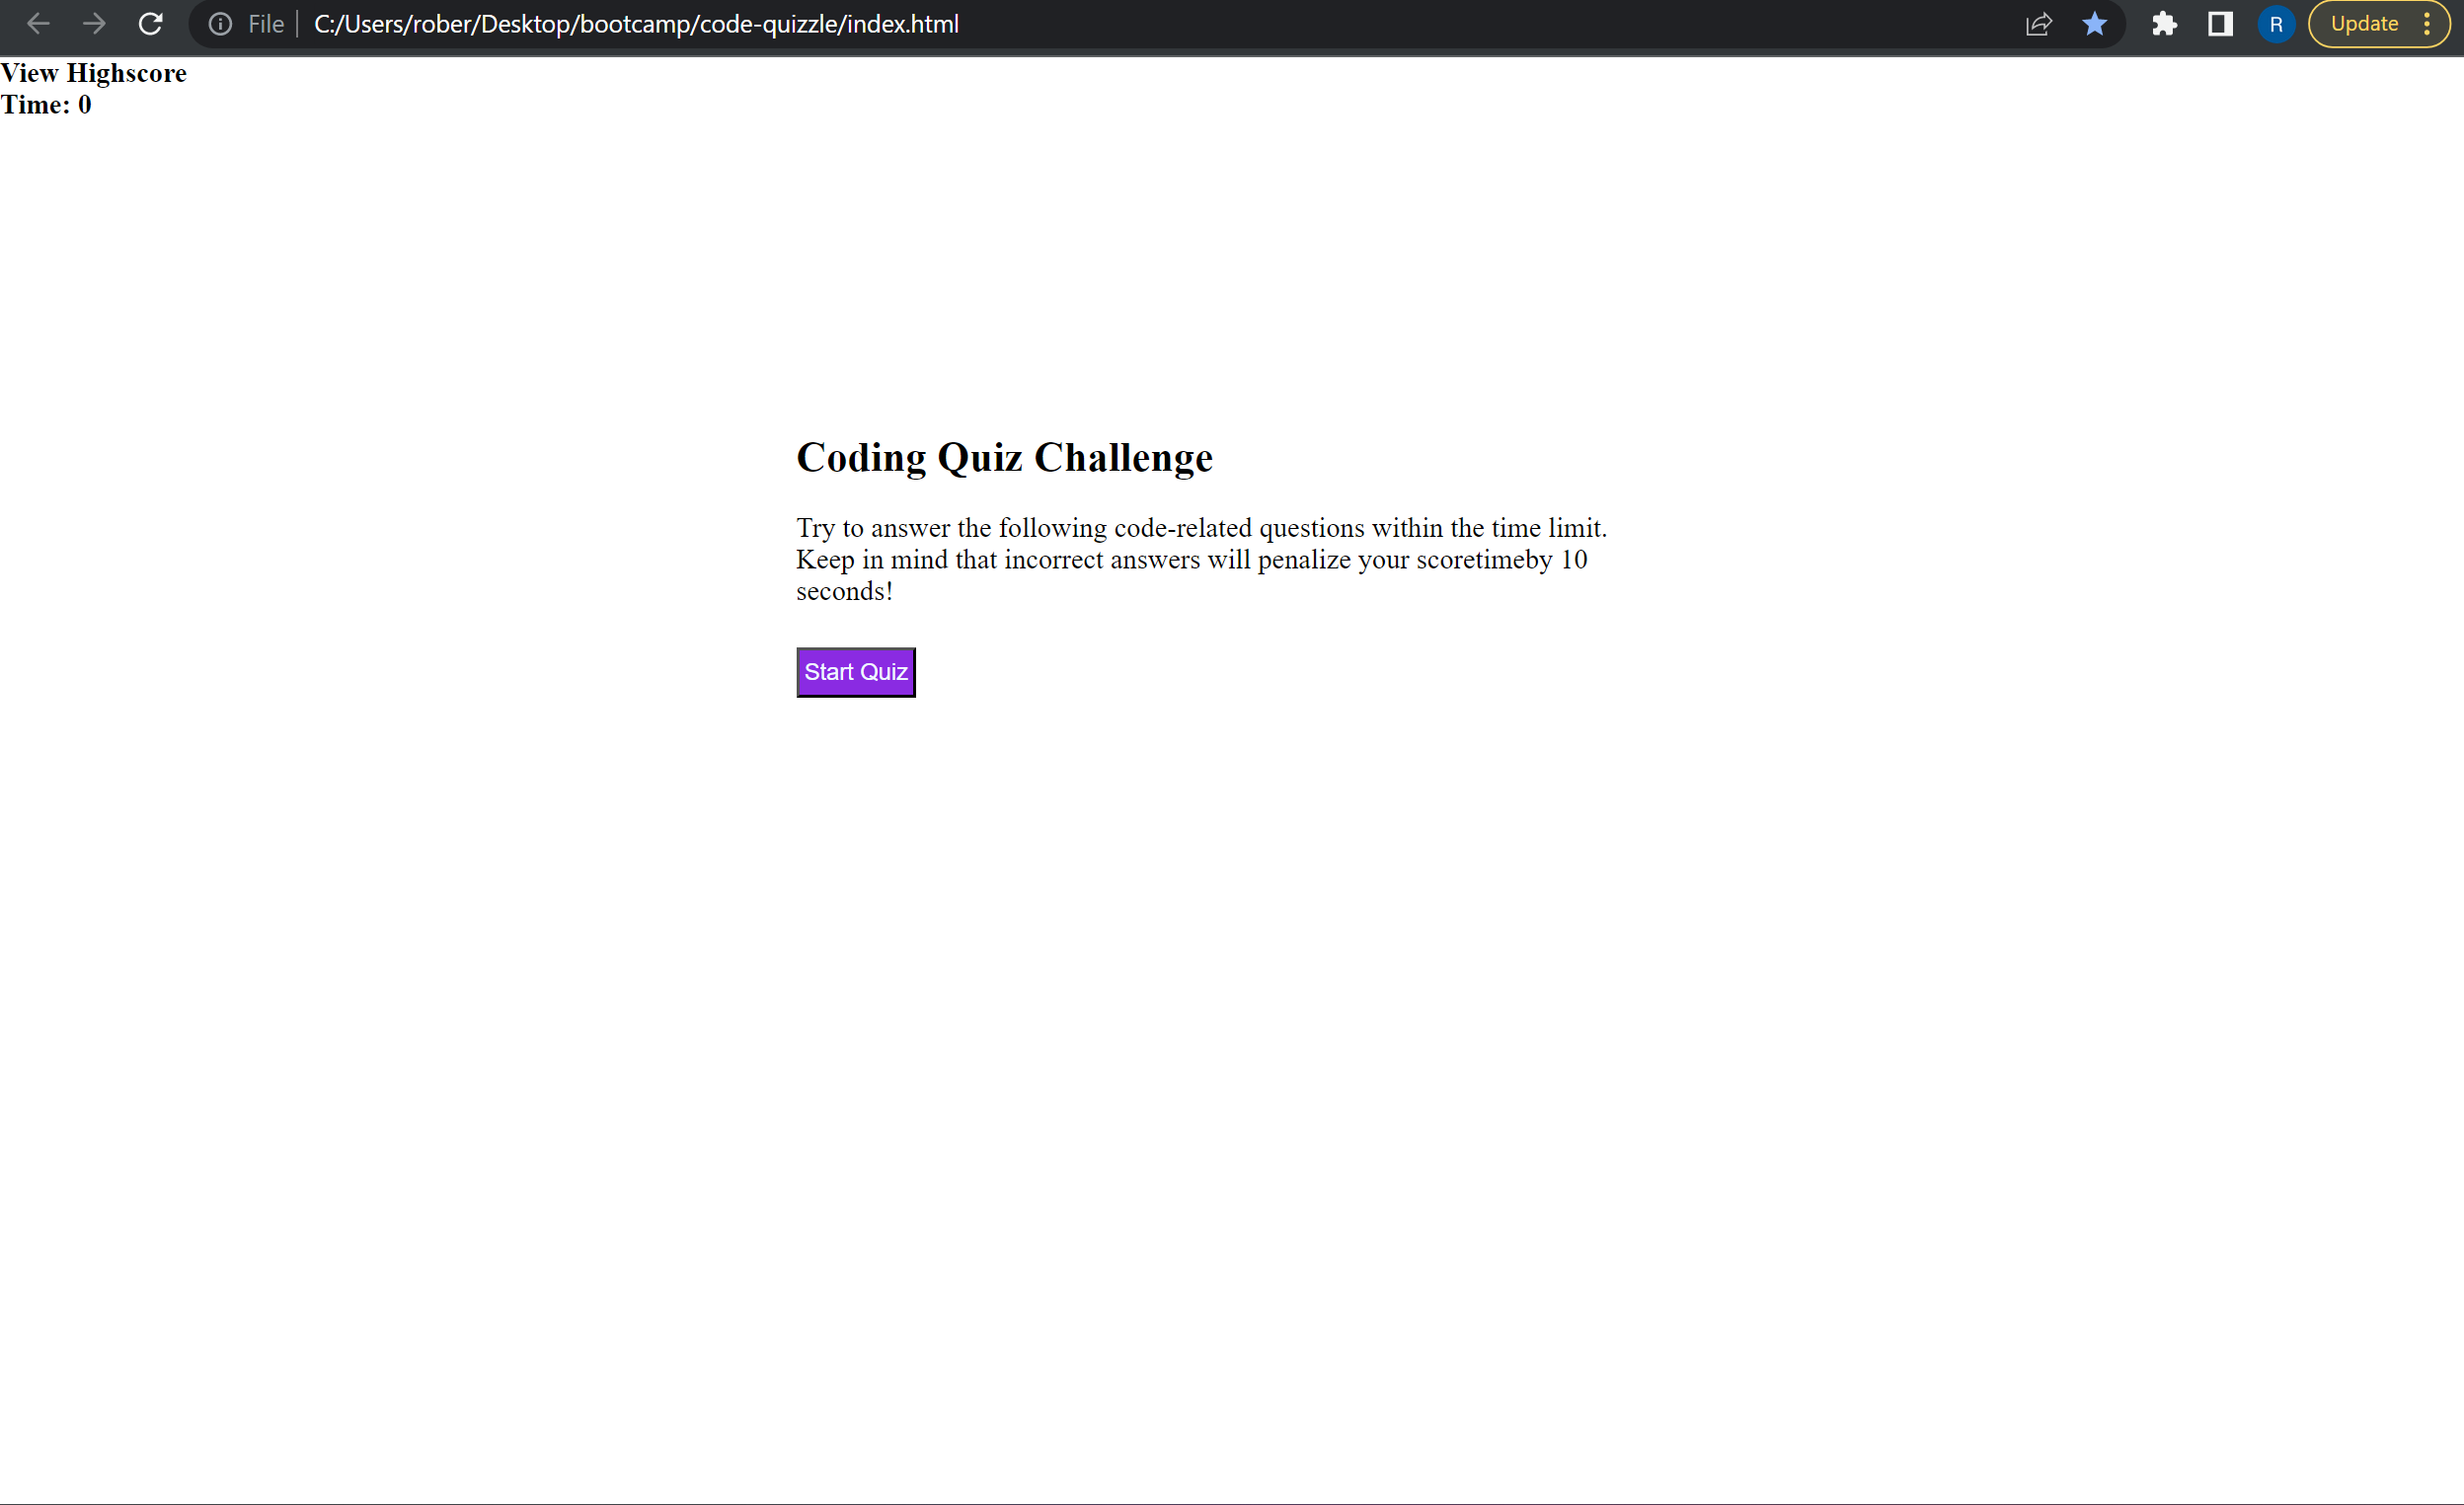 File C:/Users/rober/Desktop/bootcamp/code-quizzle/index.html R Update
View Highscore
Time: 0
Coding Quiz Challenge
Try to answer the following code-related questions within the time limit.
Keep in mind that incorrect answers will penalize your scoretimeby 10
seconds!
Start Quiz